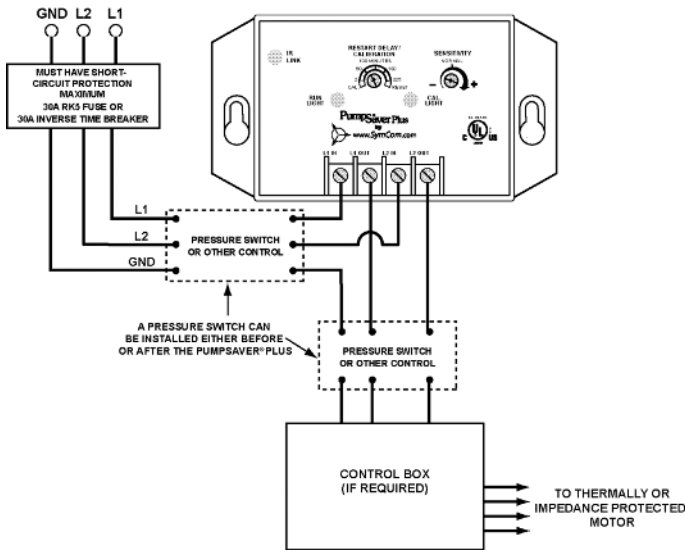 GND L2 L1
MUST HAVE SHORT-
CIRCUIT PROTECTION
MAXIMUM
30A RK5 FUSE OR
30A INVERSE TIME BREAKER
IR
LINK
RESTART DELAY/
CALIBRATION
SENSITIVITY
RUN
LIGHT
CAL
LIGHT
PumpSaver Plus
by
www.SymCom.com
C UL US
L1 IN L1 OUT L2 IN L2 OUT
L1
L2
GND
PRESSURE SWITCH
OR OTHER CONTROL
A PRESSURE SWITCH CAN
BE INSTALLED EITHER BEFORE
OR AFTER THE PUMPSAVER® PLUS
PRESSURE SWITCH
OR OTHER CONTROL
CONTROL BOX
(IF REQUIRED)
TO THERMALLY OR
IMPEDANCE PROTECTED
MOTOR